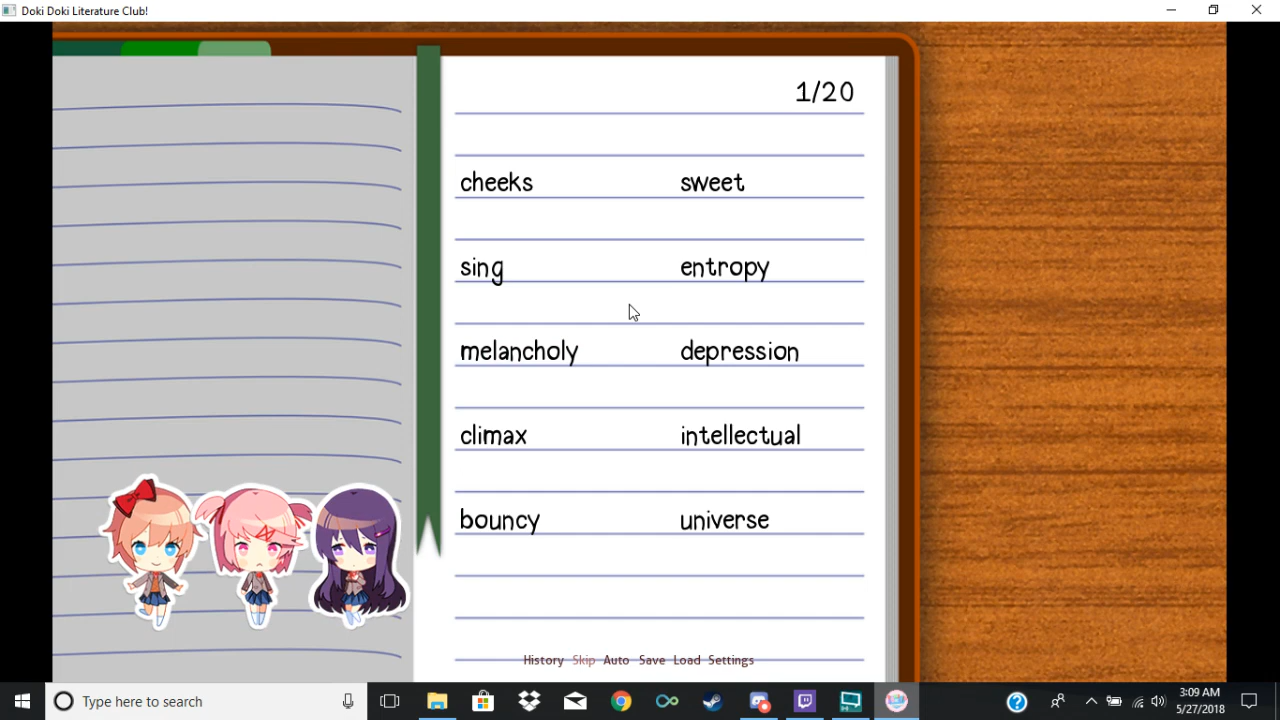 Doki Doki Literature Club!
1/20
cheeks sweet
sing entropy
melancholy depression
climax intellectual
bouncy universe
History Skip Auto Save Load Settings
Type here to search
3:09 AM
5/27/2018